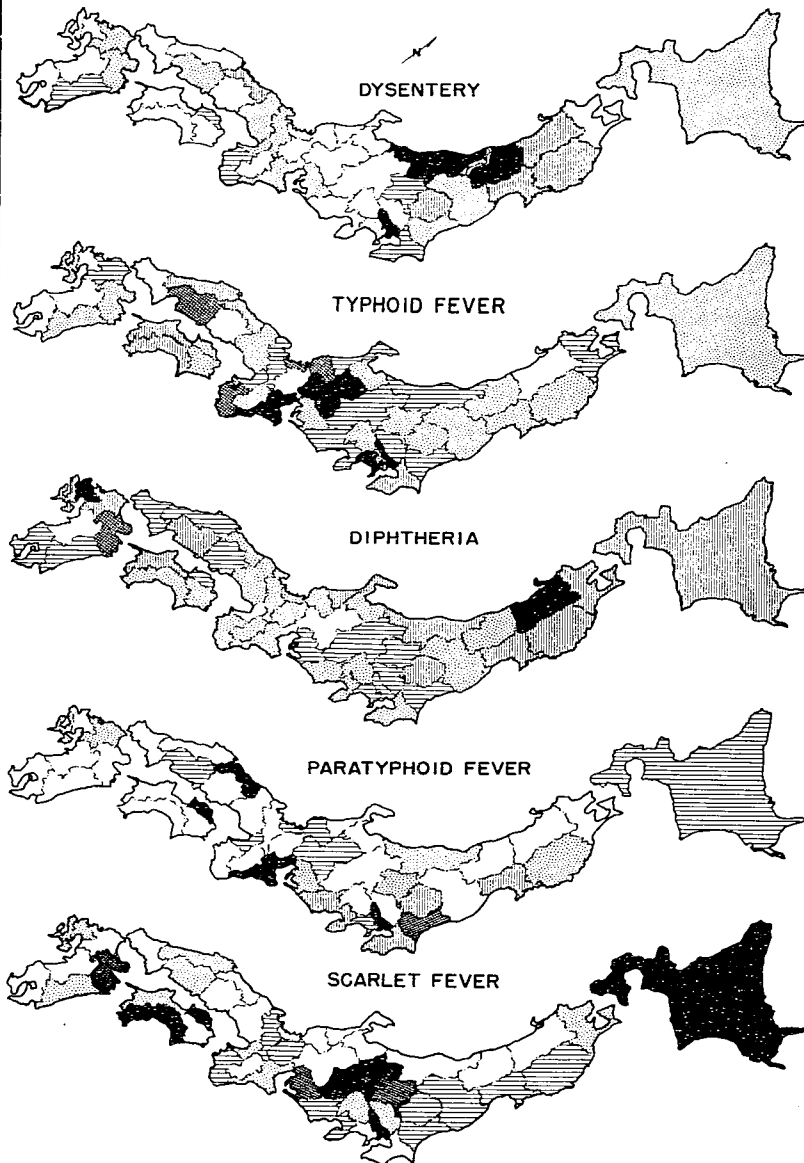 N
DYSENTERY
TYPHOID FEVER
DIPHTHERIA
PARATYPHOID FEVER
SCARLET FEVER